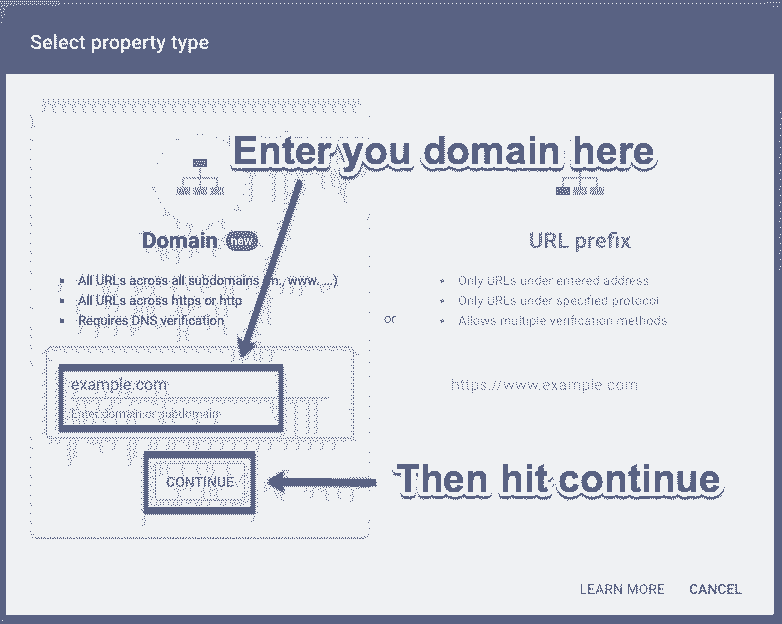 Select property type
Enter you domain here
Domain new
All URLs across all subdomains (m., www. ...)
All URLs across https or http
Requires DNS verification
example.com
Enter domain or subdomain
CONTINUE
or
URL prefix
Only URLs under entered address
Only URLs under specified protocol
Allows multiple verification methods
https://www.example.com
Then hit continue
LEARN MORE CANCEL